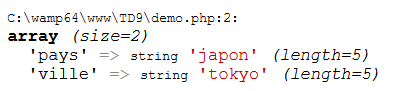 C:\wamp64\www\TD9\demo.php:2:
array (size=2)
'pays' => string 'japon' (length=5)
'ville' => string 'tokyo' (length=5)